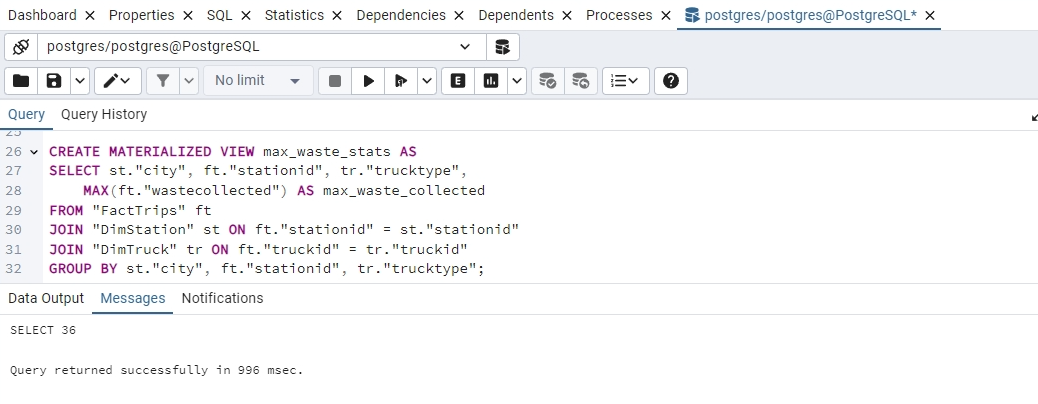 Dashboard Properties SQL Statistics Dependencies Dependents Processes postgres/postgres@PostgreSQL*
postgres/postgres@PostgreSQL
No limit E
Query Query History
25
26 CREATE MATERIALIZED VIEW max_waste_stats AS
27 SELECT st."city", ft."stationid", tr."trucktype",
28 MAX(ft."wastecollected") AS max_waste_collected
29 FROM "FactTrips" ft
30 JOIN "DimStation" st ON ft."stationid" = st."stationid"
31 JOIN "DimTruck" tr ON ft."truckid" = tr."truckid"
32 GROUP BY st."city", ft."stationid", tr."trucktype";
Data Output Messages Notifications
SELECT 36
Query returned successfully in 996 msec.